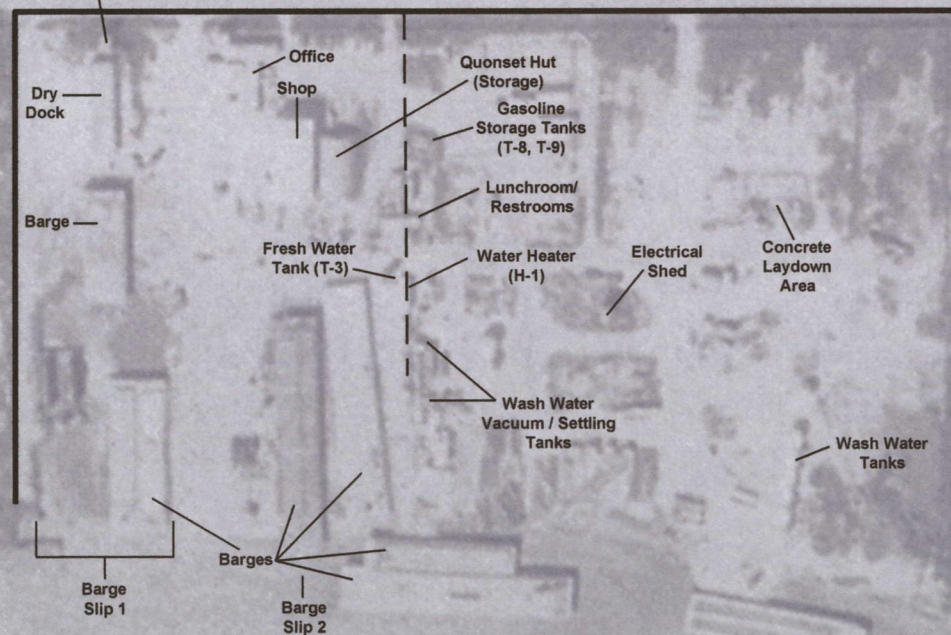 Office
Quonset Hut
(Storage)
Shop
Dry
Dock
Gasoline
Storage Tanks
(T-8, T-9)
Lunchroom/
Restrooms
Barge
Fresh Water
Tank (T-3)
Water Heater
(H-1)
Electrical
Shed
Concrete
Laydown
Area
Wash Water
Vacuum / Settling
Tanks
Wash Water
Tanks
Barges
Barge
Slip 1
Barge
Slip 2